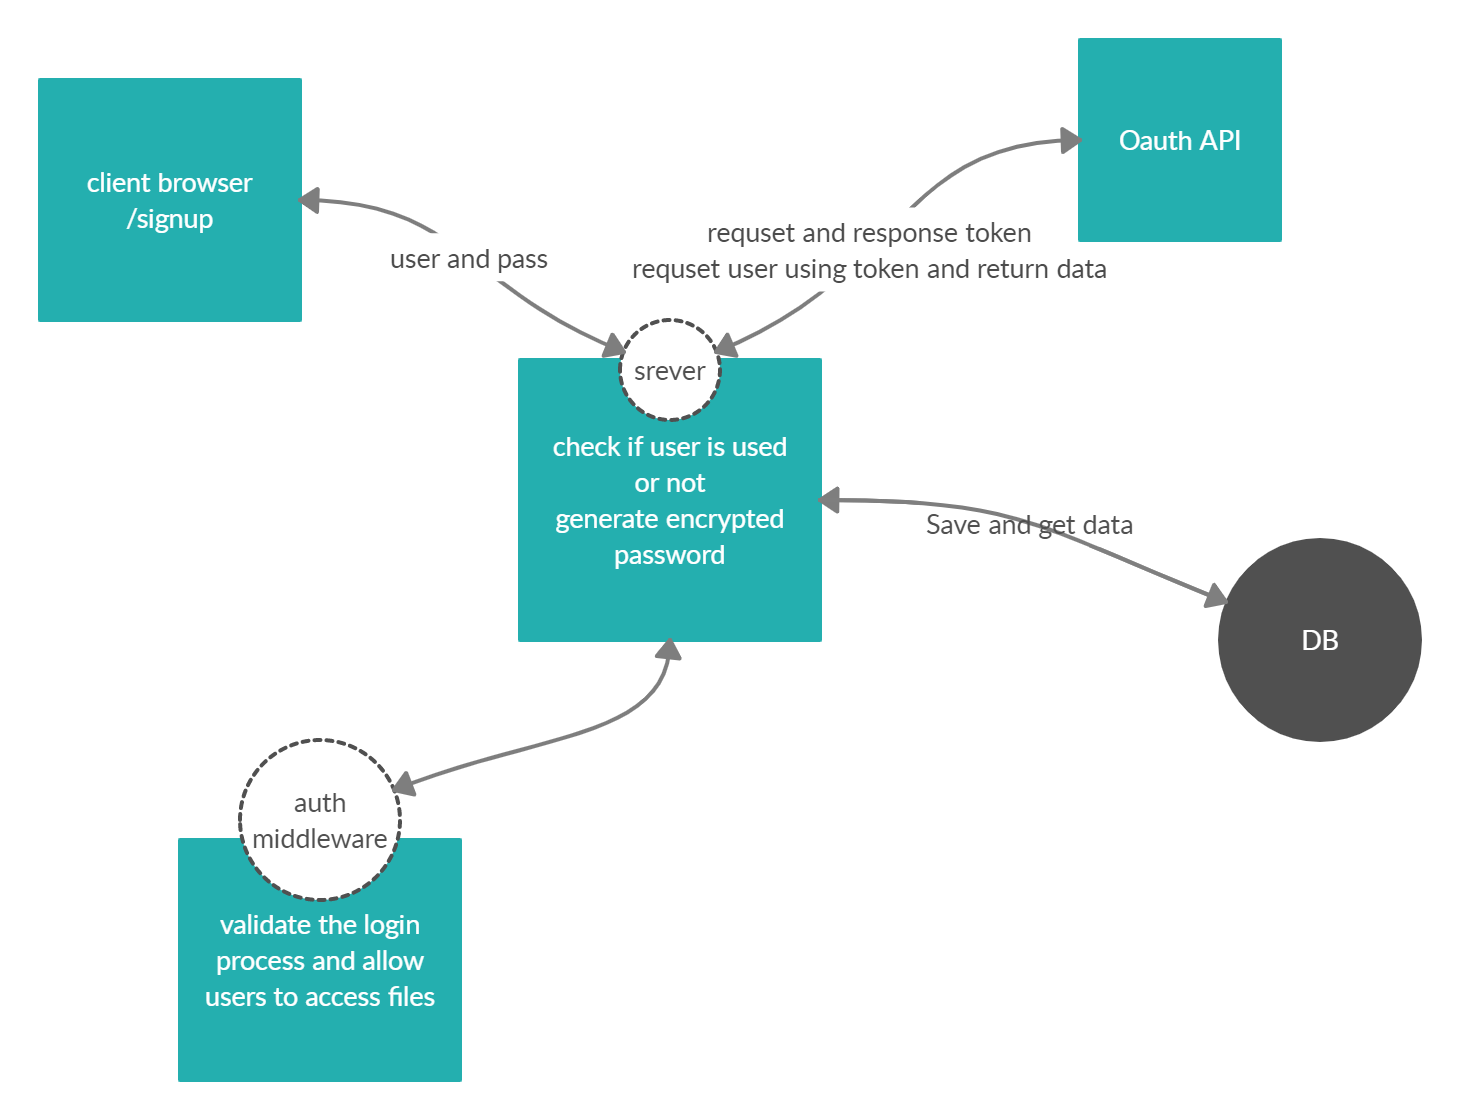 Oauth API
client browser
/signup
user and pass
requset and response token
requset user using token and return data
srever
check if user is used
or not
generate encrypted
password
Save and get data
DB
auth
middleware
validate the login
process and allow
users to access files